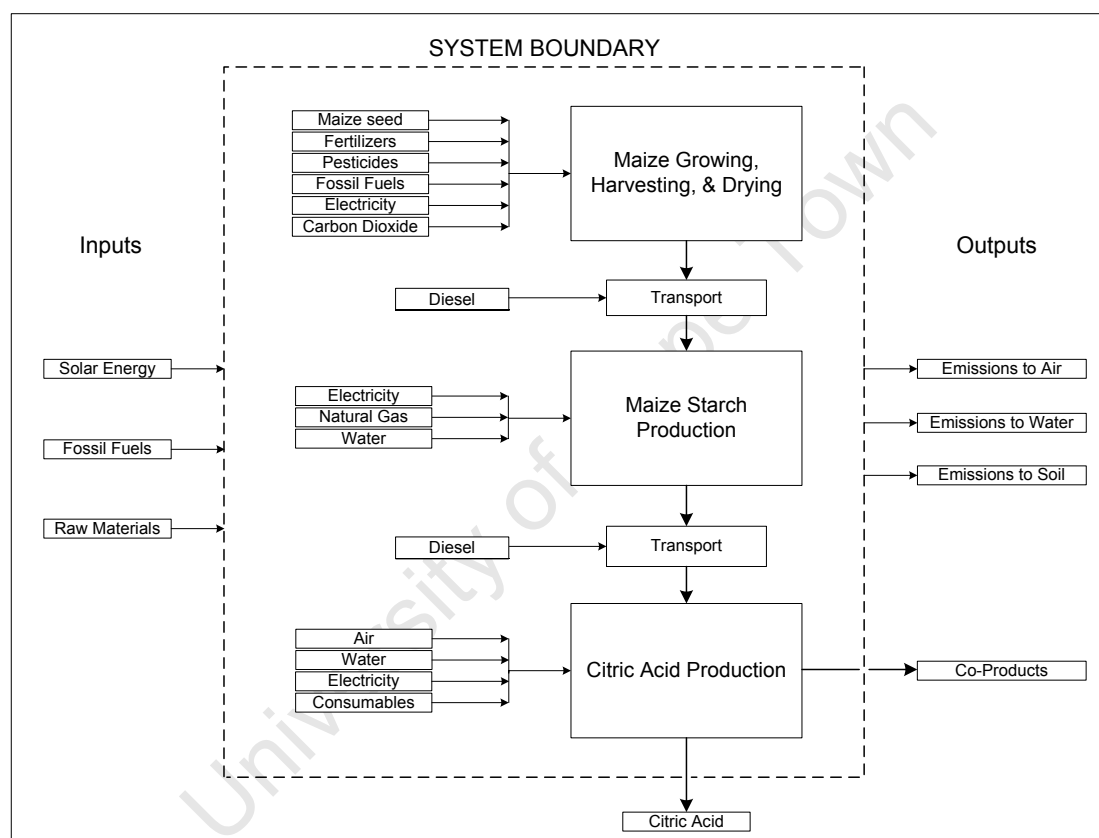 SYSTEM BOUNDARY
Maize seed
Fertilizers
Pesticides
Fossil Fuels
Electricity
Carbon Dioxide
Maize Growing,
Harvesting, & Drying
Inputs
Outputs
Diesel
Transport
Solar Energy
Fossil Fuels
Raw Materials
Electricity
Natural Gas
Water
Maize Starch
Production
Emissions to Air
Emissions to Water
Emissions to Soil
Diesel
Transport
Air
Water
Electricity
Consumables
Citric Acid Production
Co-Products
Citric Acid
University of Cape Town